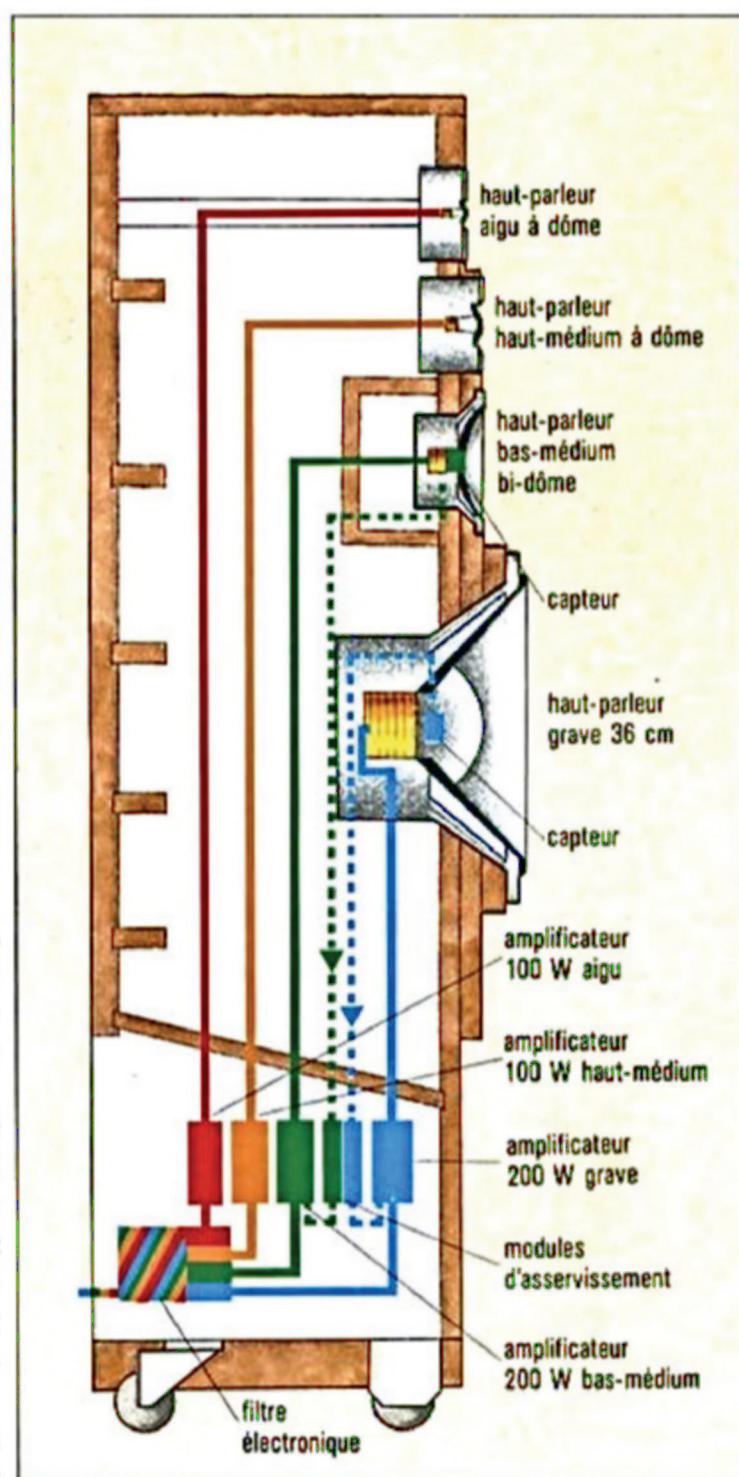 haut-parleur
aigu à dôme
haut-parleur
haut-médium à dôme
haut-parleur
bas-médium
bi-dôme
capteur
haut-parleur
grave 36 cm
capteur
amplificateur
100 W aigu
amplificateur
100 W haut-médium
amplificateur
200 W grave
modules
d'asservissement
amplificateur
200 W bas-médium
filtre
électronique